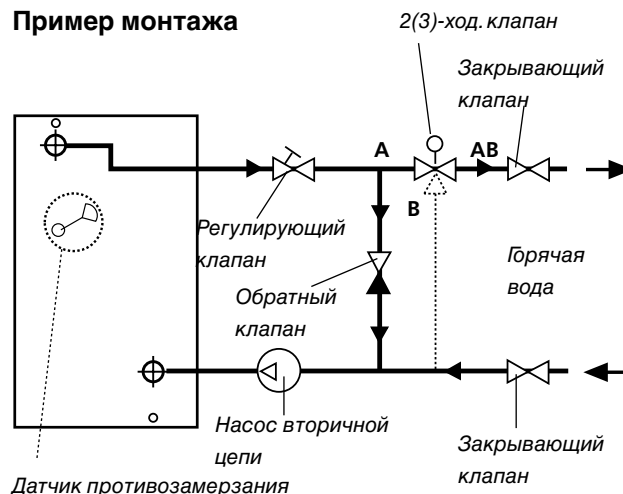 Пример монтажа
2(3)-ход. клапан
Закрывающий
клапан
A
AB
B
Регулирующий
клапан
Горячая
вода
Обратный
клапан
Насос вторичной
цепи
Закрывающий
клапан
Датчик противозамерзания